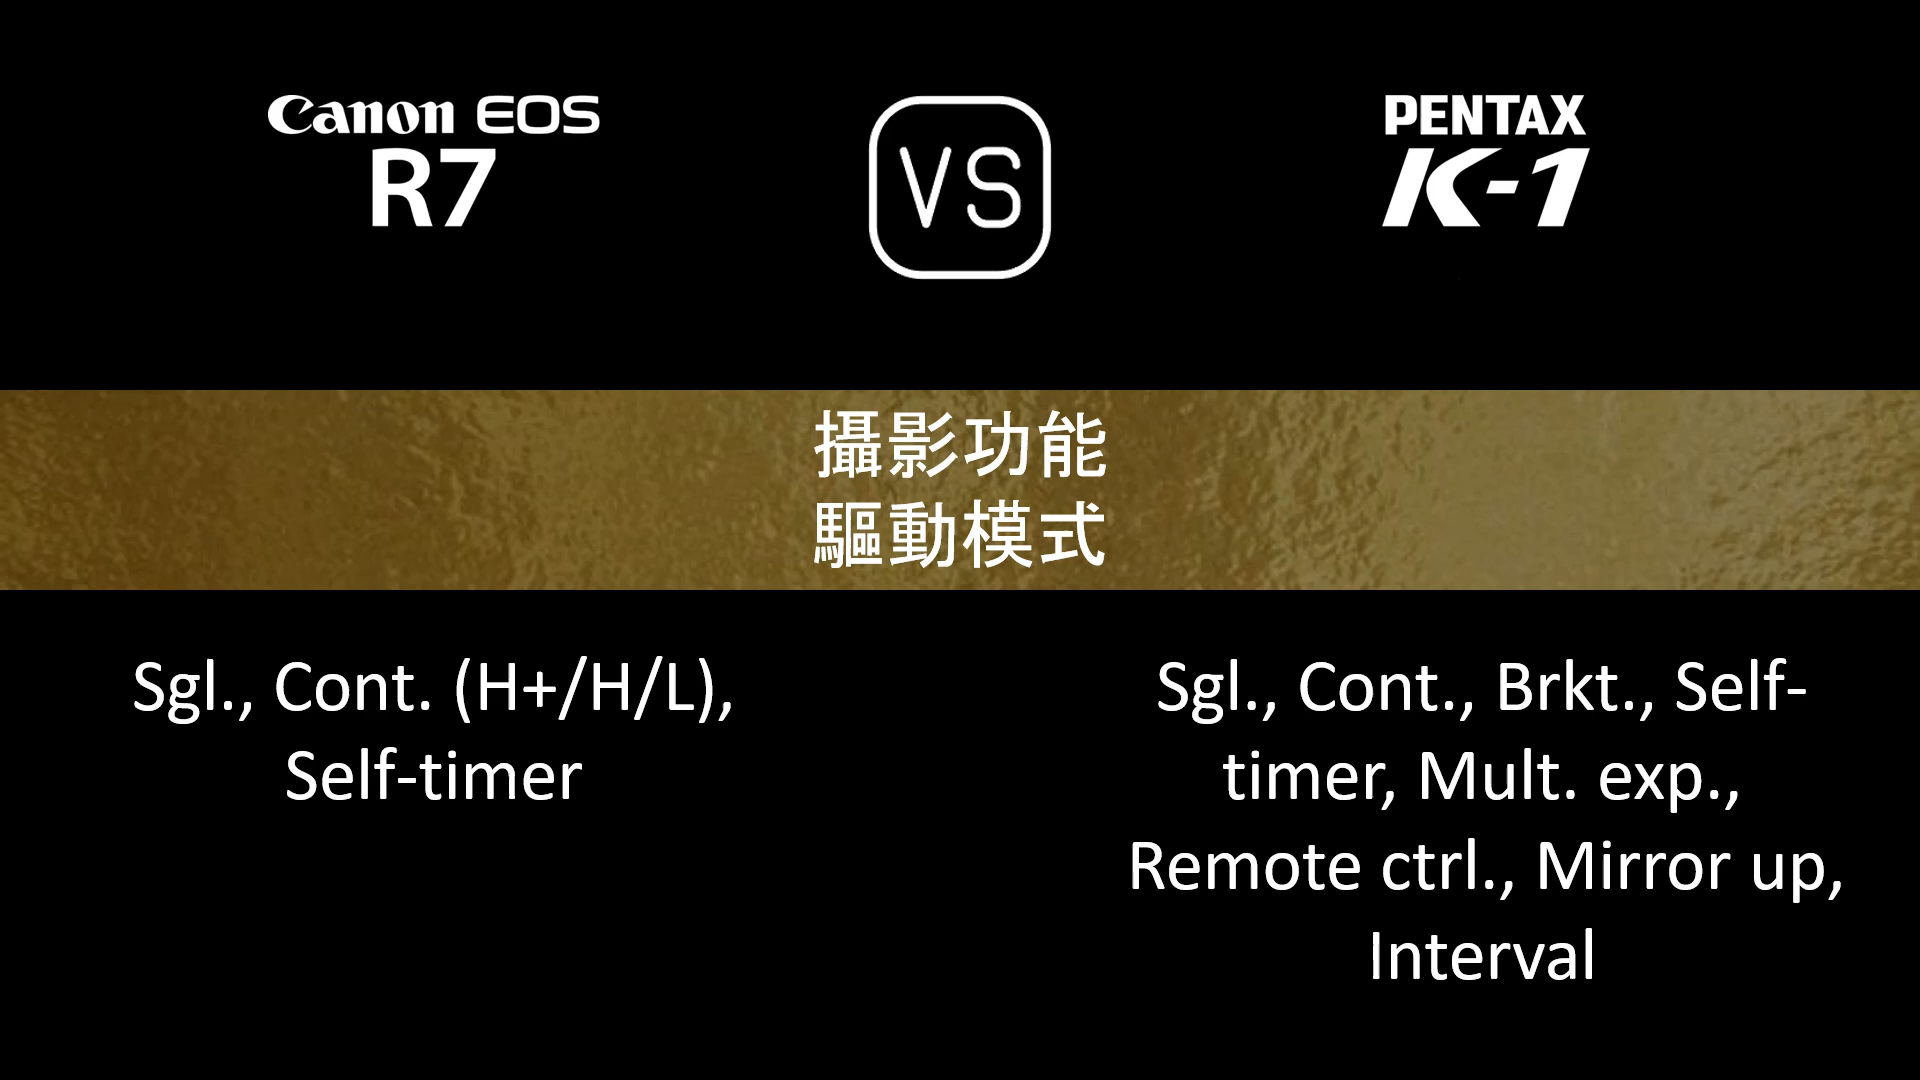 Canon EOS
R7
VS
PENTAX
K-1
攝影功能
驅動模式
Sgl., Cont. (H+/H/L),
Self-timer
Sgl., Cont., Brkt., Self-
timer, Mult. exp.,
Remote ctrl., Mirror up,
Interval